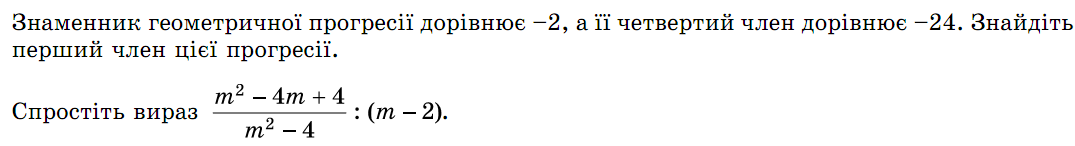 Знаменник геометричної прогресії дорівнює −2, а її четвертий член дорівнює −24. Знайдіть
перший член цієї прогресії.
Спростіть вираз (m² − 4m + 4)/(m² − 4) : (m − 2).